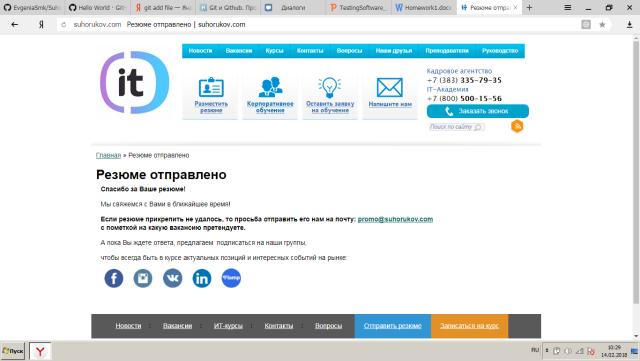 EvgeniaSmk/Suho
Hello World · Git
git add file — Янд
Git и Github. Про
Диалоги
TestingSoftware_
Homework1.docx
Резюме отправл
Я suhorukov.com Резюме отправлено | suhorukov.com
Новости Вакансии Курсы Контакты Вопросы Наши друзья Преподаватели Руководство
it
Разместить резюме
Корпоративное обучение
Оставить заявку на обучение
Напишите нам
Кадровое агентство
+7 (383) 335-79-35
IT-Академия
+7 (800) 500-15-56
Заказать звонок
Поиск по сайту
Главная » Резюме отправлено
Резюме отправлено
Спасибо за Ваше резюме!
Мы свяжемся с Вами в ближайшее время!
Если резюме прикрепить не удалось, то просьба отправить его нам на почту: promo@suhorukov.com
с пометкой на какую вакансию претендуете.
А пока Вы ждете ответа, предлагаем подписаться на наши группы,
чтобы всегда быть в курсе актуальных позиций и интересных событий на рынке:
flamp
Новости : Вакансии : ИТ-курсы : Контакты : Вопросы Отправить резюме Записаться на курс
Пуск
RU
10:29
14.02.2018